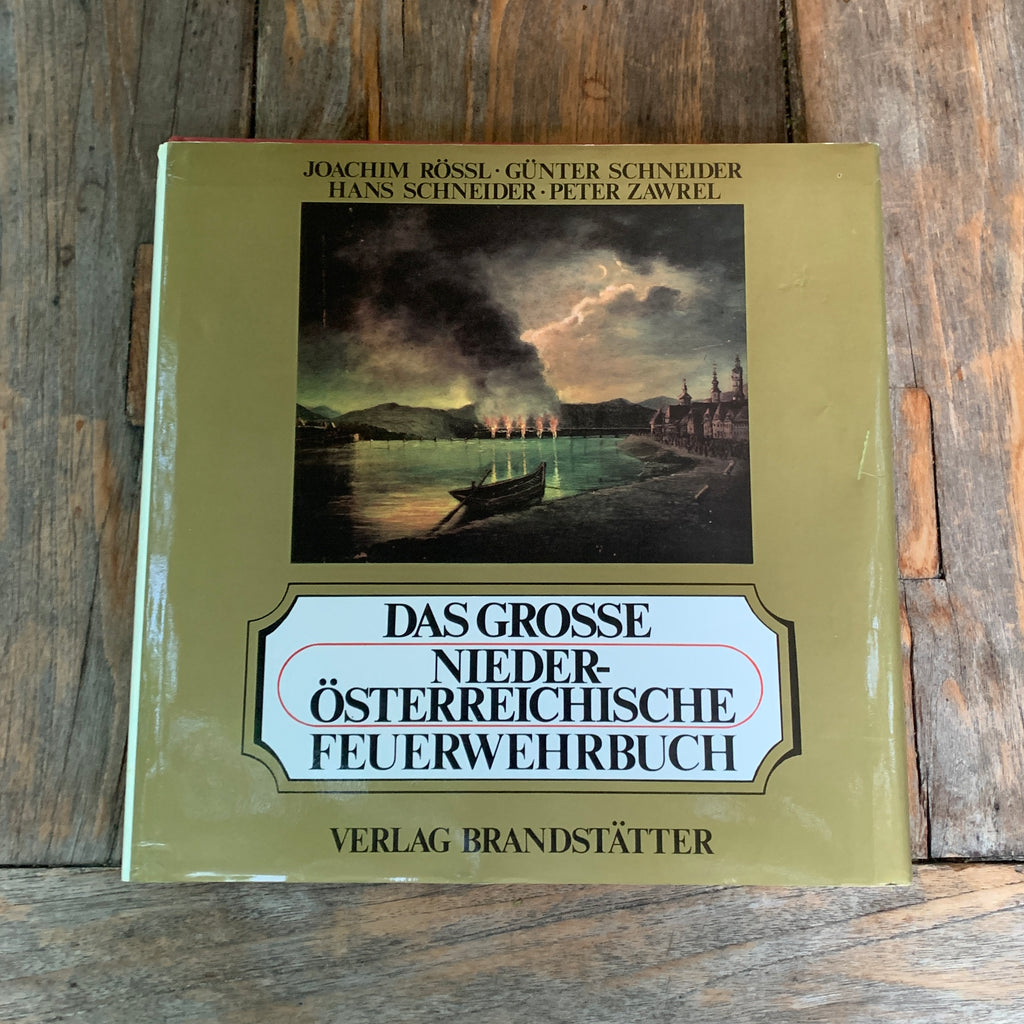 JOACHIM RÖSSL · GÜNTER SCHNEIDER
HANS SCHNEIDER · PETER ZAWREL
DAS GROSSE
NIEDER-
ÖSTERREICHISCHE
FEUERWEHRBUCH
VERLAG BRANDSTÄTTER